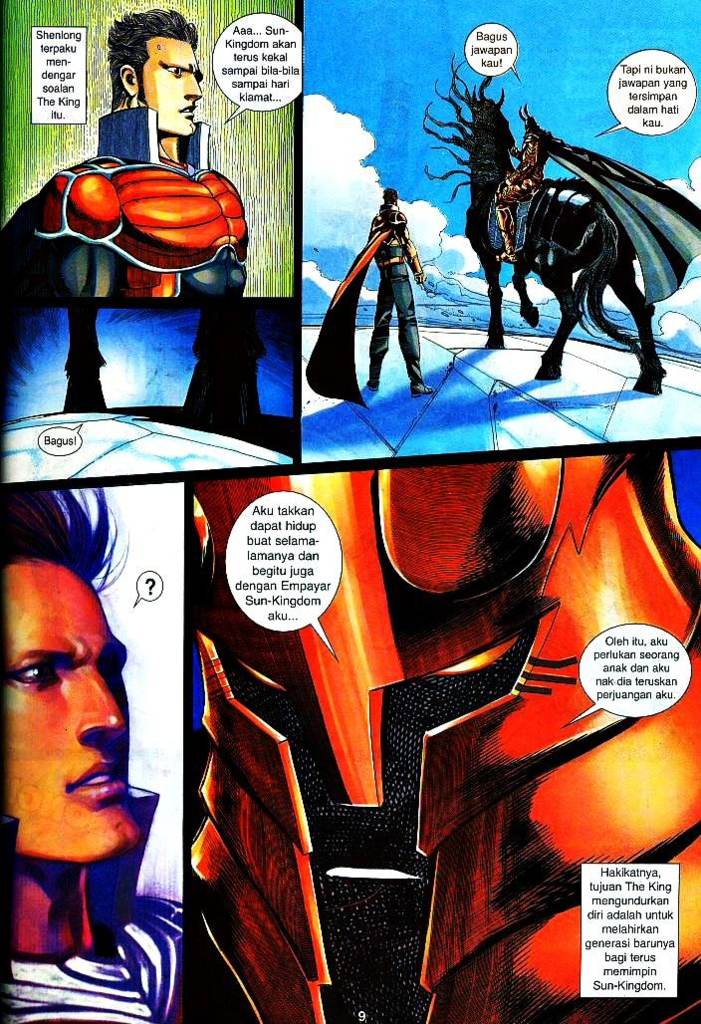 Shenlong
terpaku
men-
dengar
soalan
The King
itu.
Aaa... Sun-
Kingdom akan
terus kekal
sampai bila-bila
sampai hari
kiamat...
Bagus
jawapan
kau!
Tapi ni bukan
jawapan yang
tersimpan
dalam hati
kau.
Bagus!
?
Aku takkan
dapat hidup
buat selama-
lamanya dan
begitu juga
dengan Empayar
Sun-Kingdom
aku...
Oleh itu, aku
perlukan seorang
anak dan aku
nak dia teruskan
perjuangan aku.
Hakikatnya,
tujuan The King
mengundurkan
diri adalah untuk
melahirkan
generasi barunya
bagi terus
memimpin
Sun-Kingdom.
9